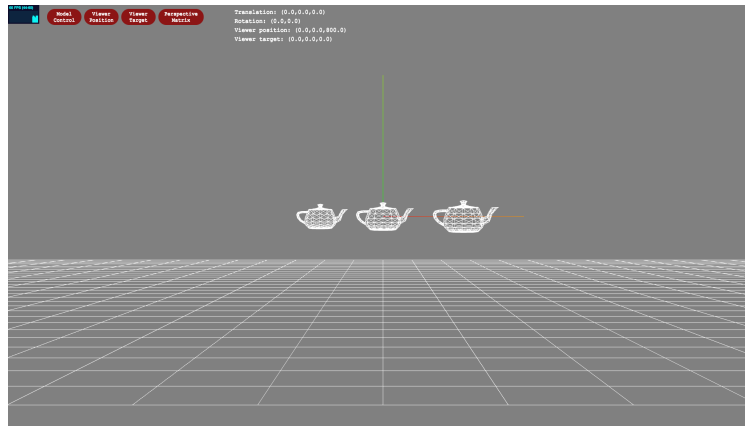 Model
Control
Viewer
Position
Viewer
Target
Perspective
Matrix
Translation: (0.0,0.0,0.0)
Rotation: (0.0,0.0)
Viewer position: (0.0,0.0,800.0)
Viewer target: (0.0,0.0,0.0)